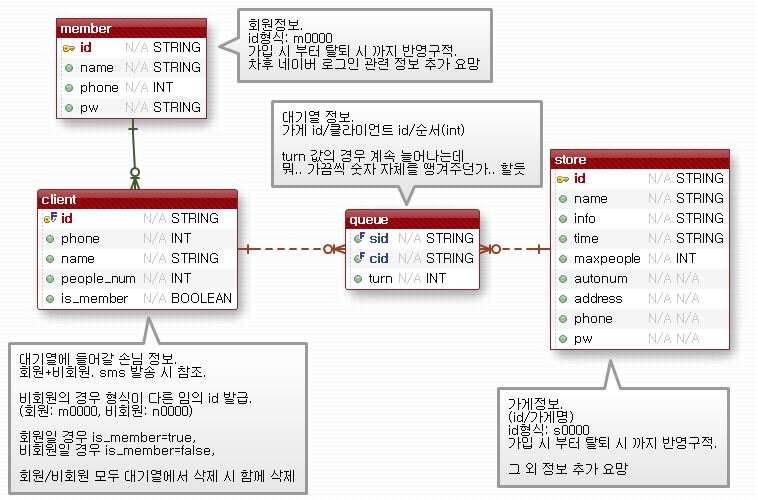 member
id N/A STRING
name N/A STRING
phone N/A INT
pw N/A STRING
회원정보.
id형식: m0000
가입 시 부터 탈퇴 시 까지 반영구적.
차후 네이버 로그인 관련 정보 추가 요망
대기열 정보.
가게 id/클라이언트 id/순서(int)
turn 값의 경우 계속 늘어나는데
뭐.. 가끔씩 숫자 자체를 땡겨주던가.. 할듯
client
id N/A STRING
phone N/A INT
name N/A STRING
people_num N/A INT
is_member N/A BOOLEAN
queue
sid N/A STRING
cid N/A STRING
turn N/A INT
store
id N/A STRING
name N/A STRING
info N/A STRING
time N/A STRING
maxpeople N/A INT
autonum N/A N/A
address N/A N/A
phone N/A N/A
pw N/A N/A
대기열에 들어갈 손님 정보.
회원+비회원. sms 발송 시 참조.
비회원의 경우 형식이 다른 임의 id 발급.
(회원: m0000, 비회원: n0000)
회원일 경우 is_member=true,
비회원일 경우 is_member=false,
회원/비회원 모두 대기열에서 삭제 시 함께 삭제
가게정보.
(id/가게명)
id형식: s0000
가입 시 부터 탈퇴 시 까지 반영구적.
그 외 정보 추가 요망